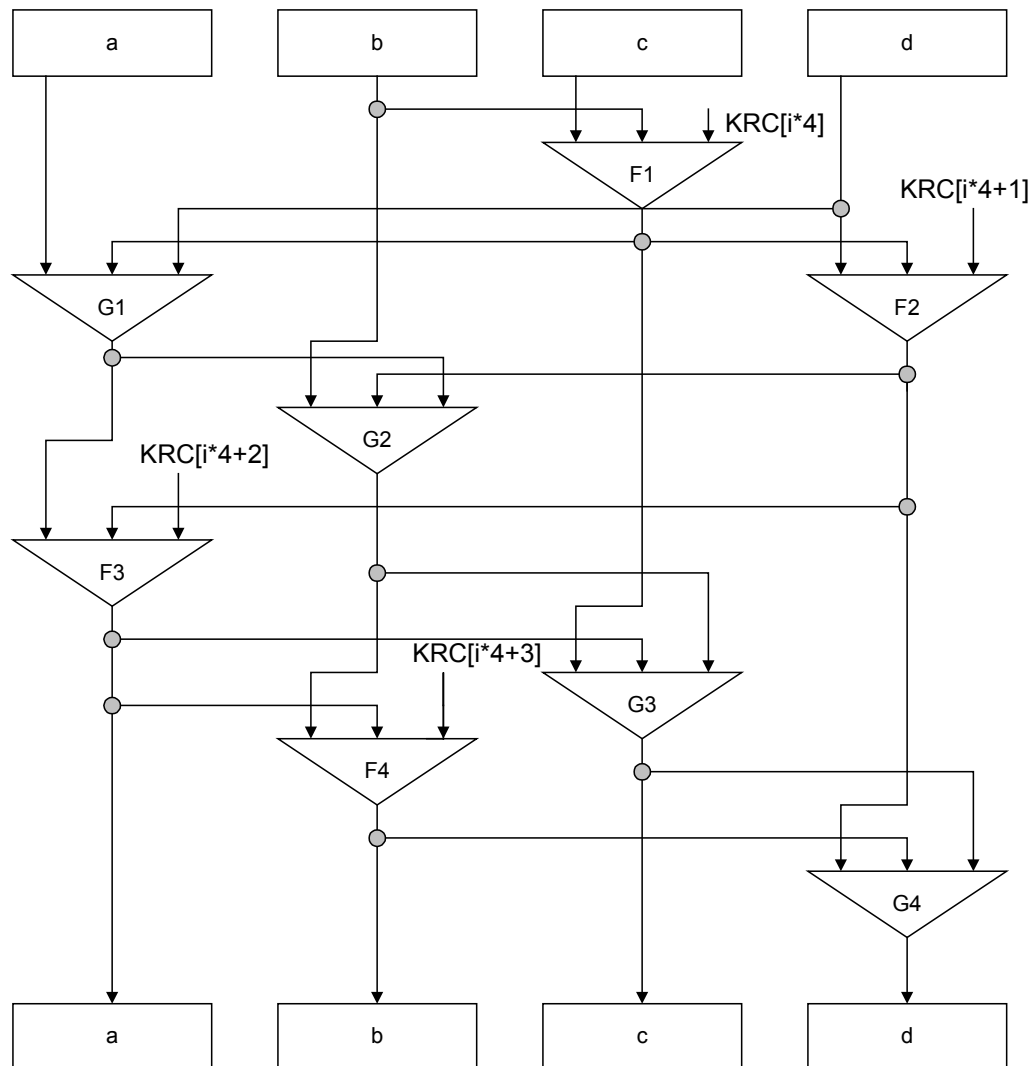 a
b
c
d
KRC[i*4]
F1
KRC[i*4+1]
G1
F2
G2
KRC[i*4+2]
F3
KRC[i*4+3]
G3
F4
G4
a
b
c
d